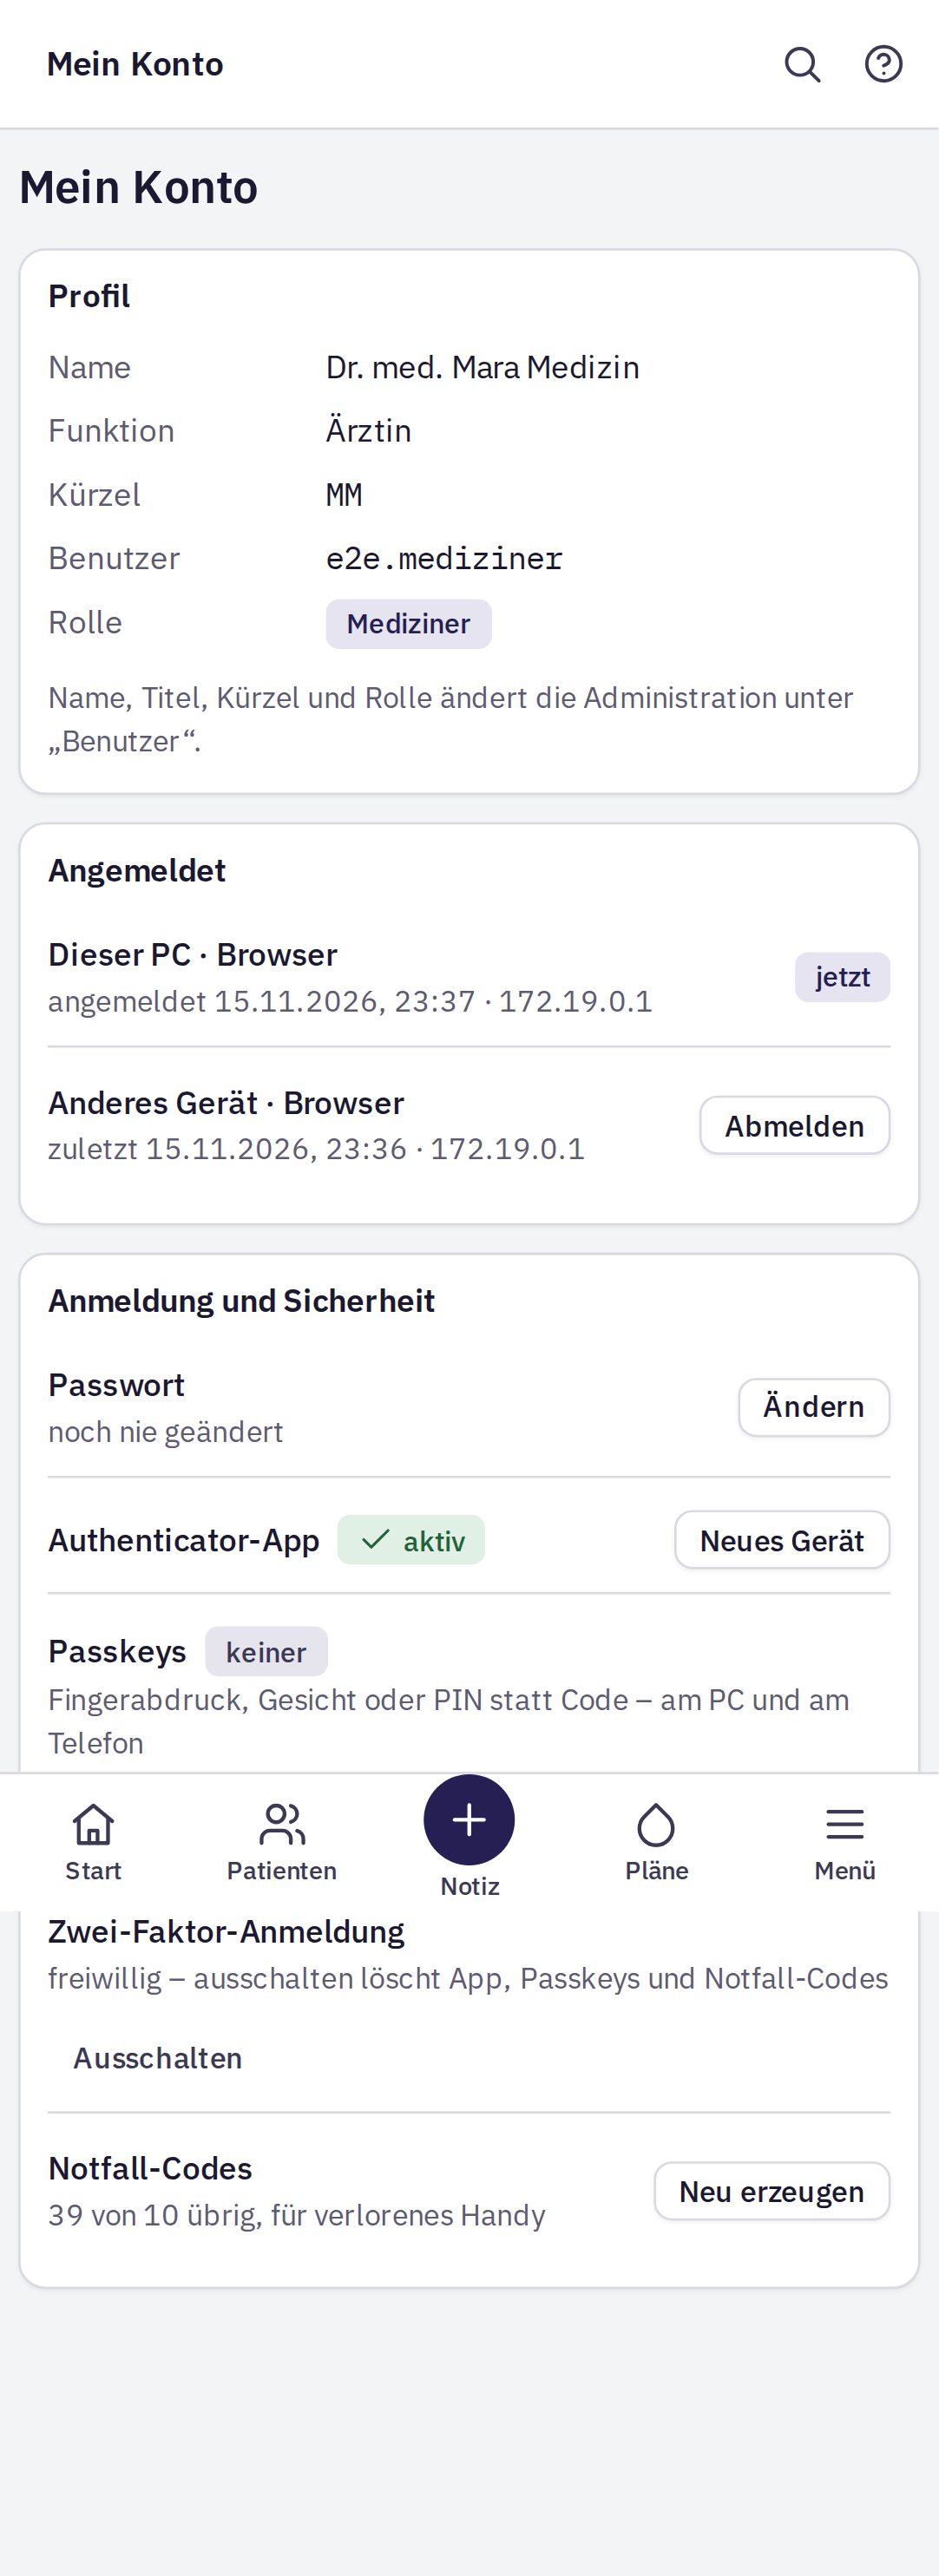 Mein Konto
Mein Konto
Profil
Name Dr. med. Mara Medizin
Funktion Ärztin
Kürzel MM
Benutzer e2e.mediziner
Rolle Mediziner
Name, Titel, Kürzel und Rolle ändert die Administration unter
„Benutzer“.
Angemeldet
Dieser PC · Browser
angemeldet 15.11.2026, 23:37 · 172.19.0.1
jetzt
Anderes Gerät · Browser
zuletzt 15.11.2026, 23:36 · 172.19.0.1
Abmelden
Anmeldung und Sicherheit
Passwort
noch nie geändert
Ändern
Authenticator-App aktiv Neues Gerät
Passkeys keiner
Fingerabdruck, Gesicht oder PIN statt Code – am PC und am
Telefon
Start Patienten Notiz Pläne Menü
Zwei-Faktor-Anmeldung
freiwillig – ausschalten löscht App, Passkeys und Notfall-Codes
Ausschalten
Notfall-Codes
39 von 10 übrig, für verlorenes Handy
Neu erzeugen